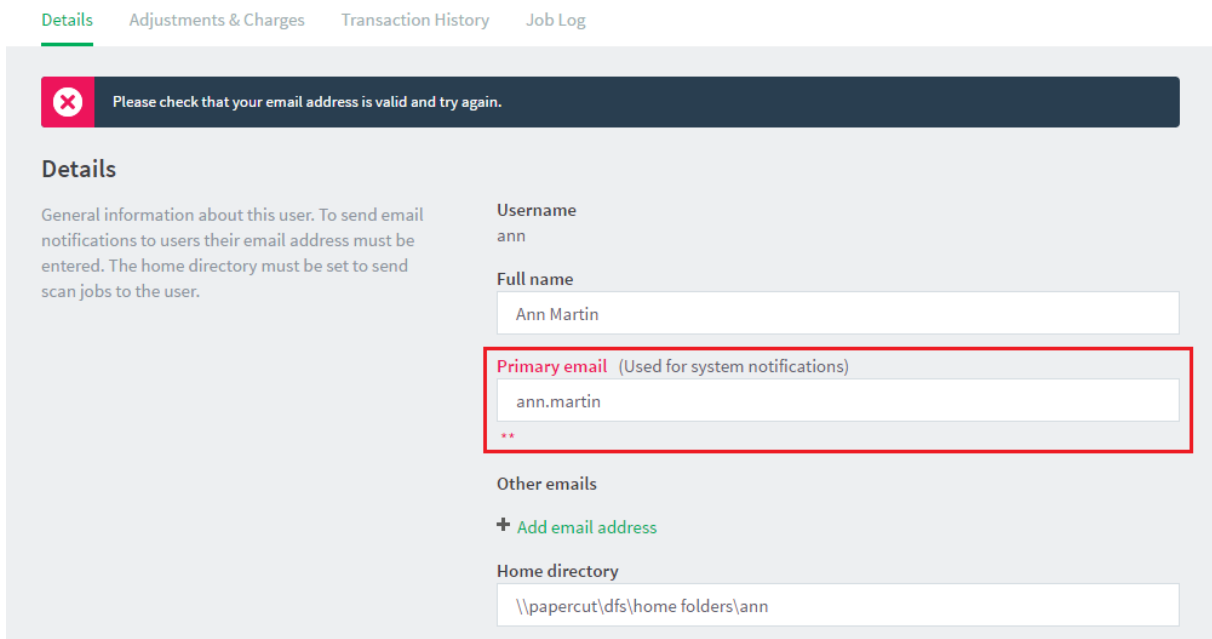 Details Adjustments & Charges Transaction History Job Log
Please check that your email address is valid and try again.
Details
General information about this user. To send email
notifications to users their email address must be
entered. The home directory must be set to send
scan jobs to the user.
Username
ann
Full name
Ann Martin
Primary email (Used for system notifications)
ann.martin
**
Other emails
+ Add email address
Home directory
\\papercut\dfs\home folders\ann